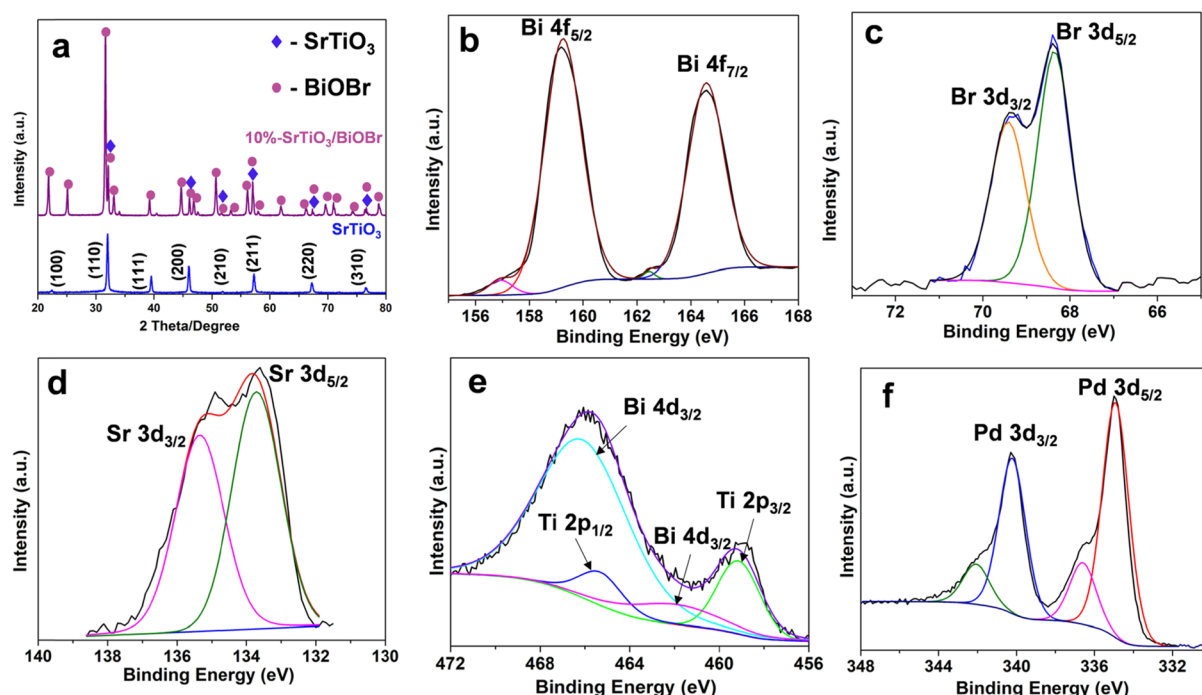 a
◆ - SrTiO3
● - BiOBr
10%-SrTiO3/BiOBr
SrTiO3
(100)
(110)
(111)
(200)
(210)
(211)
(220)
(310)
20 30 40 50 60 70 80
2 Theta/Degree
Intensity (a.u.)
b
Bi 4f5/2
Bi 4f7/2
156 158 160 162 164 166 168
Binding Energy (eV)
Intensity (a.u.)
c
Br 3d5/2
Br 3d3/2
72 70 68 66
Binding Energy (eV)
Intensity (a.u.)
d
Sr 3d5/2
Sr 3d3/2
140 138 136 134 132 130
Binding Energy (eV)
Intensity (a.u.)
e
Bi 4d3/2
Ti 2p1/2
Bi 4d3/2
Ti 2p3/2
472 468 464 460 456
Binding Energy (eV)
Intensity (a.u.)
f
Pd 3d5/2
Pd 3d3/2
348 344 340 336 332
Binding Energy (eV)
Intensity (a.u.)